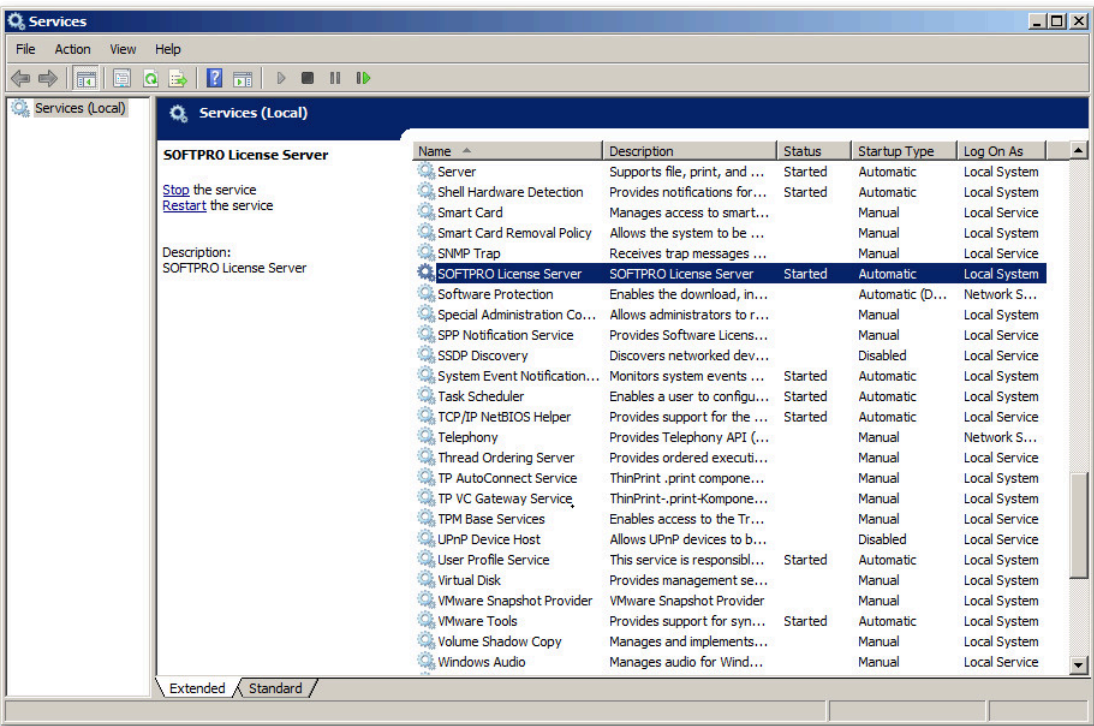 Services
File Action View Help
Services (Local)
Services (Local)
SOFTPRO License Server
Stop the service
Restart the service
Description:
SOFTPRO License Server
Name Description Status Startup Type Log On As
Server Supports file, print, and ... Started Automatic Local System
Shell Hardware Detection Provides notifications for... Started Automatic Local System
Smart Card Manages access to smart... Manual Local Service
Smart Card Removal Policy Allows the system to be ... Manual Local System
SNMP Trap Receives trap messages ... Manual Local Service
SOFTPRO License Server SOFTPRO License Server Started Automatic Local System
Software Protection Enables the download, in... Automatic (D... Network S...
Special Administration Co... Allows administrators to r... Manual Local System
SPP Notification Service Provides Software Licens... Manual Local Service
SSDP Discovery Discovers networked dev... Disabled Local Service
System Event Notification... Monitors system events ... Started Automatic Local System
Task Scheduler Enables a user to configu... Started Automatic Local System
TCP/IP NetBIOS Helper Provides support for the ... Started Automatic Local Service
Telephony Provides Telephony API (... Manual Network S...
Thread Ordering Server Provides ordered executi... Manual Local Service
TP AutoConnect Service ThinPrint .print compone... Manual Local System
TP VC Gateway Service ThinPrint-.print-Kompone... Manual Local System
TPM Base Services Enables access to the Tr... Manual Local Service
UPnP Device Host Allows UPnP devices to b... Disabled Local Service
User Profile Service This service is responsibl... Started Automatic Local System
Virtual Disk Provides management se... Manual Local System
VMware Snapshot Provider VMware Snapshot Provider Manual Local System
VMware Tools Provides support for syn... Started Automatic Local System
Volume Shadow Copy Manages and implements... Manual Local System
Windows Audio Manages audio for Wind... Manual Local Service
Extended Standard